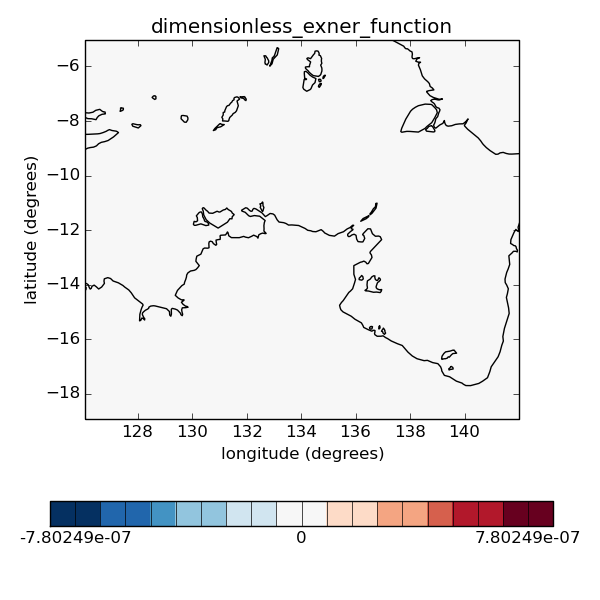 dimensionless_exner_function
−6
−8
−10
−12
−14
−16
−18
latitude (degrees)
128 130 132 134 136 138 140
longitude (degrees)
-7.80249e-07 0 7.80249e-07